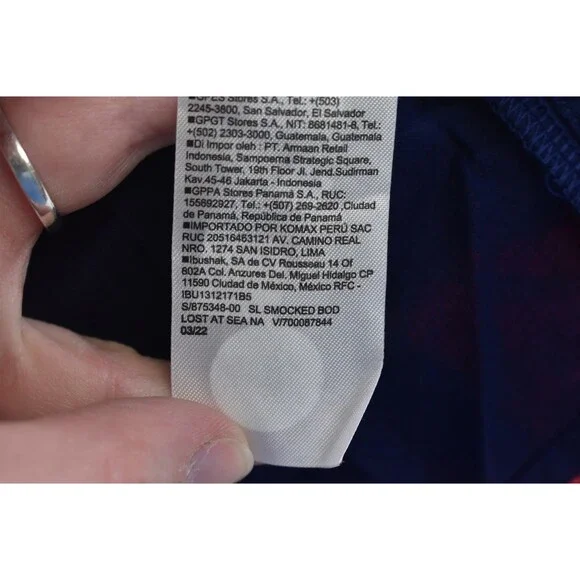 ■GPES Stores S.A., Tel.: +(503)
2245-3800, San Salvador, El Salvador
■GPGT Stores S.A., NIT: 8681481-8, Tel.:
+(502) 2303-3000, Guatemala, Guatemala
■Di Impor oleh : PT. Armaan Retail
Indonesia, Sampoerna Strategic Square,
South Tower, 19th Floor Jl. Jend.Sudirman
Kav.45-46 Jakarta - Indonesia
■GPPA Stores Panamá S.A., RUC:
155692927, Tel.: +(507) 269-2620 ,Ciudad
de Panamá, República de Panamá
■IMPORTADO POR KOMAX PERÚ SAC
RUC 20516463121 AV. CAMINO REAL
NRO. 1274 SAN ISIDRO, LIMA
■Ibushak, SA de CV Rousseau 14 Of
802A Col. Anzures Del. Miguel Hidalgo CP
11590 Ciudad de México, México RFC -
IBU1312171B5
S/875348-00 SL SMOCKED BOD
LOST AT SEA NA V/700087844
03/22